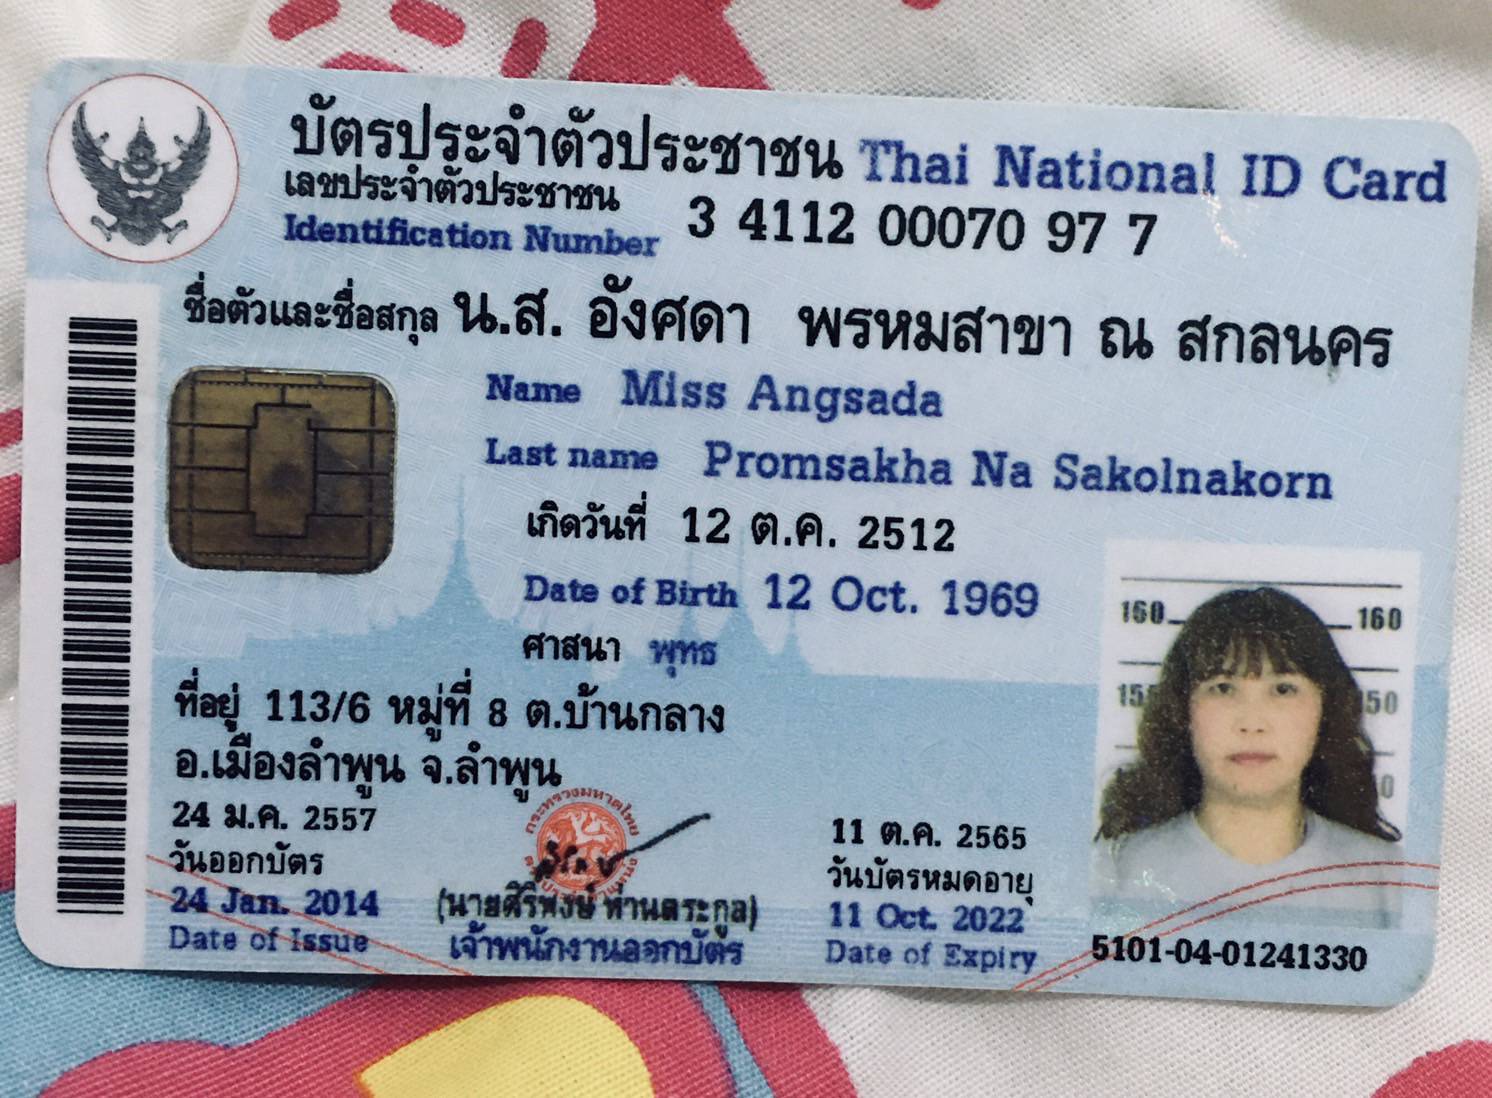 บัตรประจำตัวประชาชน Thai National ID Card
เลขประจำตัวประชาชน
Identification Number 3 4112 00070 97 7
ชื่อตัวและชื่อสกุล น.ส. อังศดา พรหมสาขา ณ สกลนคร
Name Miss Angsada
Last name Promsakha Na Sakolnakorn
เกิดวันที่ 12 ต.ค. 2512
Date of Birth 12 Oct. 1969
ศาสนา พุทธ
ที่อยู่ 113/6 หมู่ที่ 8 ต.บ้านกลาง
อ.เมืองลำพูน จ.ลำพูน
24 ม.ค. 2557
วันออกบัตร
24 Jan. 2014
Date of Issue
กระทรวงมหาดไทย
(นายศิริพงษ์ ห่านตระกูล)
เจ้าพนักงานออกบัตร
11 ต.ค. 2565
วันบัตรหมดอายุ
11 Oct. 2022
Date of Expiry
160 160
5101-04-01241330